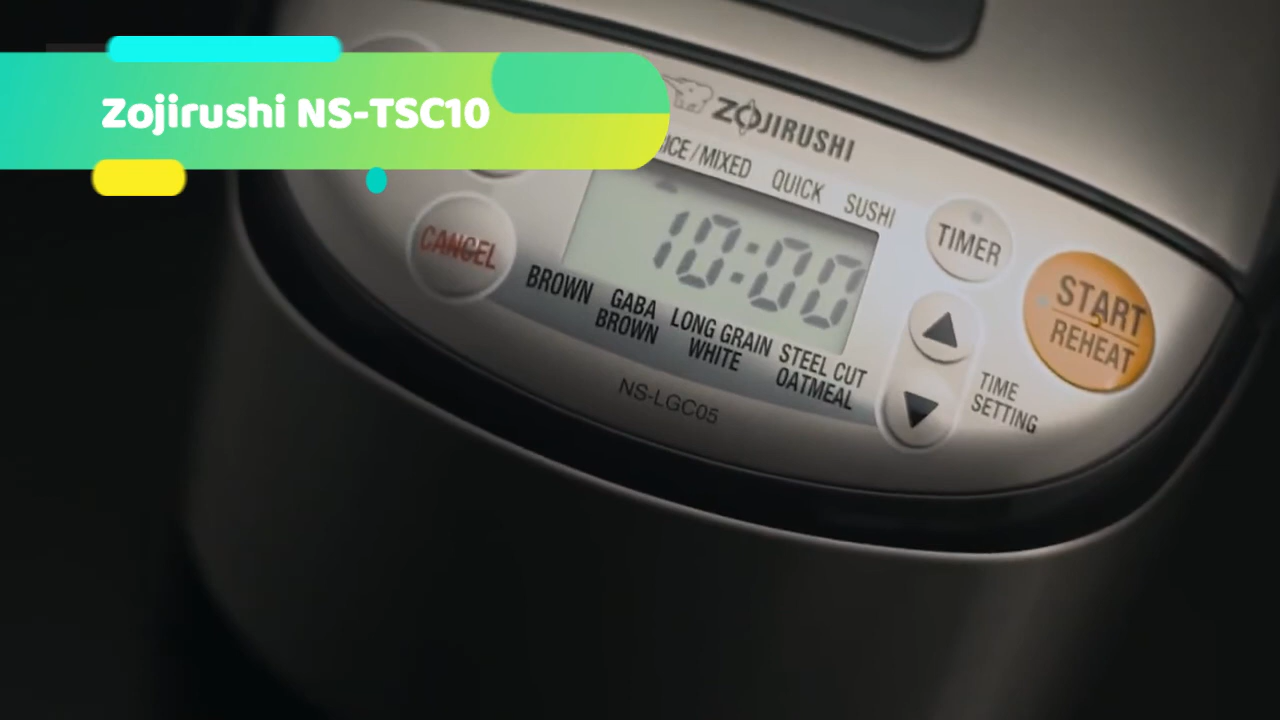 Zojirushi NS-TSC10
ZOJIRUSHI
/MIXED QUICK SUSHI
10:00
CANCEL
TIMER
START
REHEAT
BROWN
GABA
BROWN
LONG GRAIN
WHITE
STEEL CUT
OATMEAL
TIME
SETTING
NS-LGC05